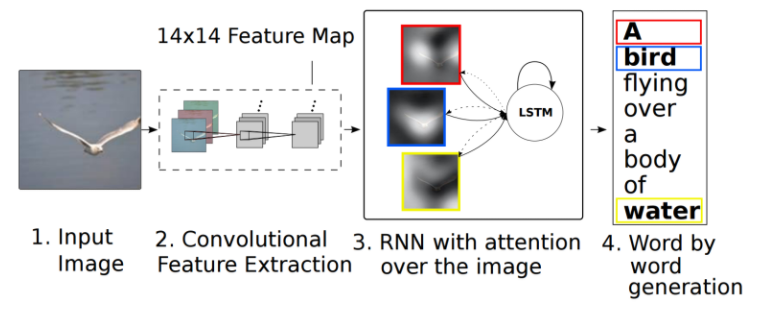 14x14 Feature Map
LSTM
A
bird
flying
over
a
body
of
water
1. Input
Image
2. Convolutional
Feature Extraction
3. RNN with attention
over the image
4. Word by
word
generation